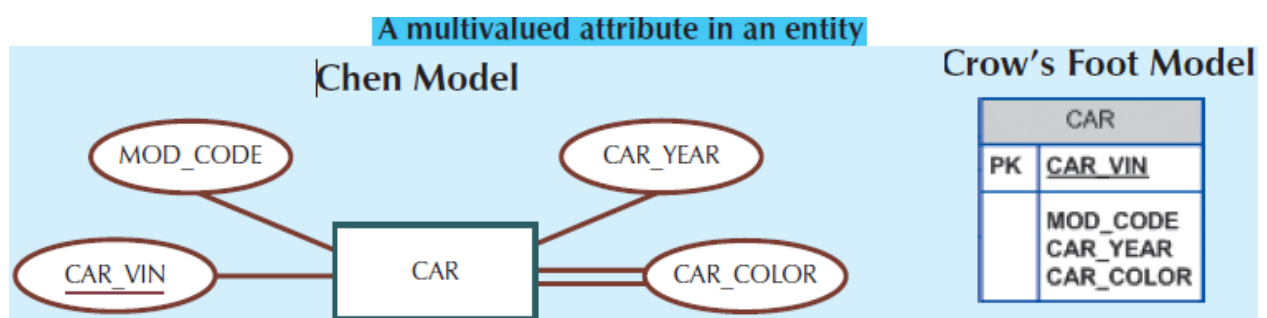 A multivalued attribute in an entity
Chen Model
MOD_CODE
CAR_YEAR
CAR_VIN
CAR
CAR_COLOR
Crow's Foot Model
CAR
PK CAR_VIN
MOD_CODE
CAR_YEAR
CAR_COLOR